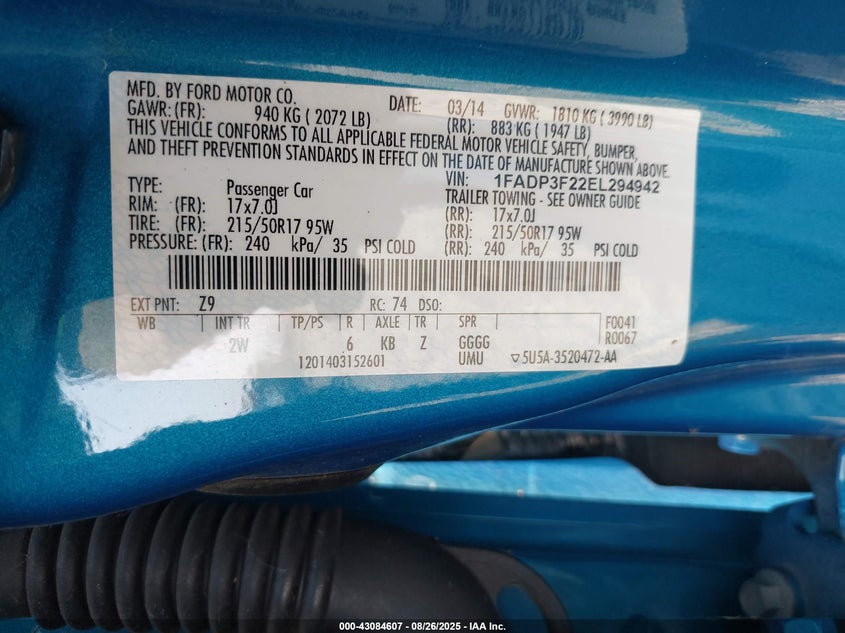 MFD. BY FORD MOTOR CO.
DATE: 03/14 GVWR: 1810 KG ( 3990 LB)
GAWR: (FR): 940 KG ( 2072 LB) (RR): 883 KG ( 1947 LB)
THIS VEHICLE CONFORMS TO ALL APPLICABLE FEDERAL MOTOR VEHICLE SAFETY, BUMPER,
AND THEFT PREVENTION STANDARDS IN EFFECT ON THE DATE OF MANUFACTURE SHOWN ABOVE.
VIN: 1FADP3F22EL294942
TYPE: Passenger Car TRAILER TOWING - SEE OWNER GUIDE
RIM: (FR): 17x7.0J (RR): 17x7.0J
TIRE: (FR): 215/50R17 95W (RR): 215/50R17 95W
PRESSURE: (FR): 240 kPa/ 35 PSI COLD (RR): 240 kPa/ 35 PSI COLD
EXT PNT: Z9 RC: 74 DSO:
WB INT TR TP/PS R AXLE TR SPR F0041
2W 6 KB Z GGGG R0067
1201403152601 UMU ▽5U5A-3520472-AA
000-43084607 - 08/26/2025 - IAA Inc.